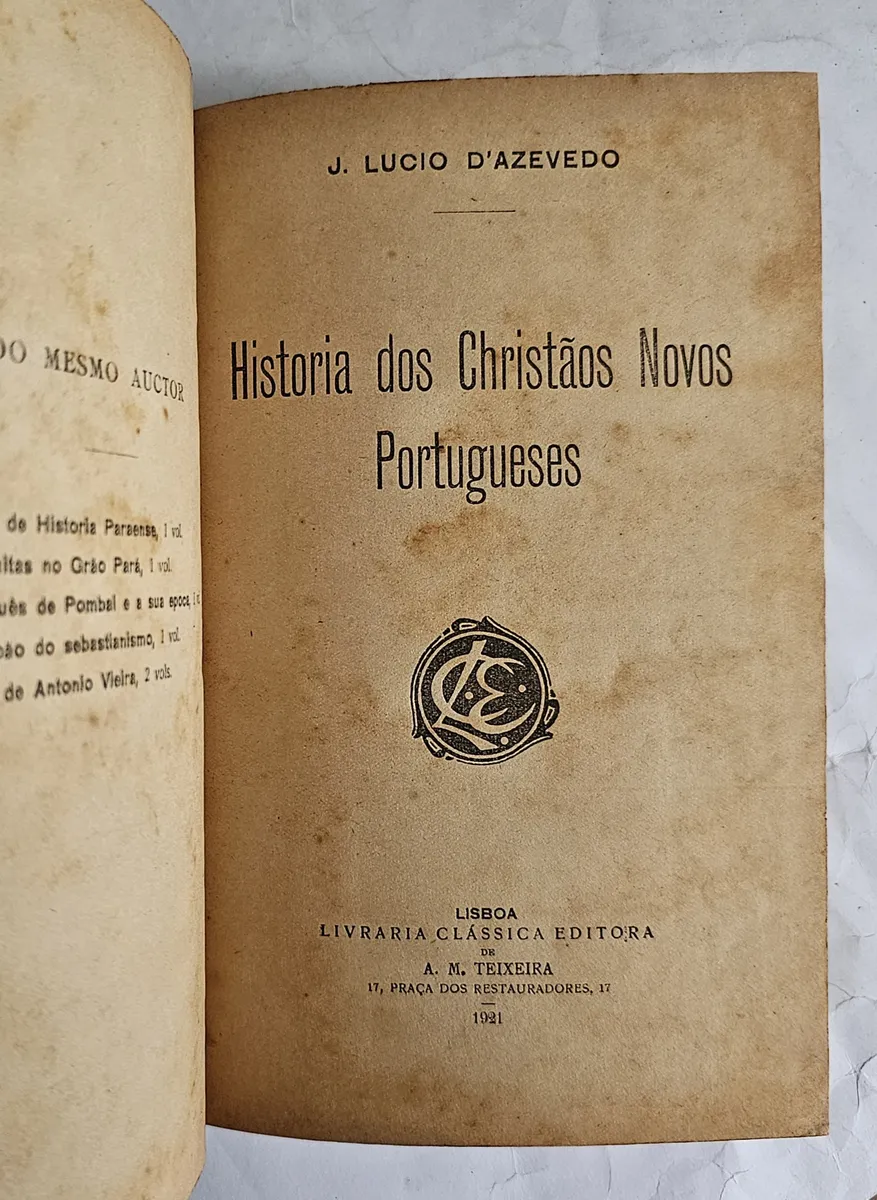 DO MESMO AUCTOR
de Historia Paraense, 1 vol.
no Grão Pará, 1 vol.
de Pombal e a sua epoca,
do sebastianismo, 1 vol.
de Antonio Vieira, 2 vols.
J. LUCIO D'AZEVEDO
Historia dos Christãos Novos
Portugueses
LCE
LISBOA
LIVRARIA CLÁSSICA EDITORA
DE
A. M. TEIXEIRA
17, PRAÇA DOS RESTAURADORES, 17
1921